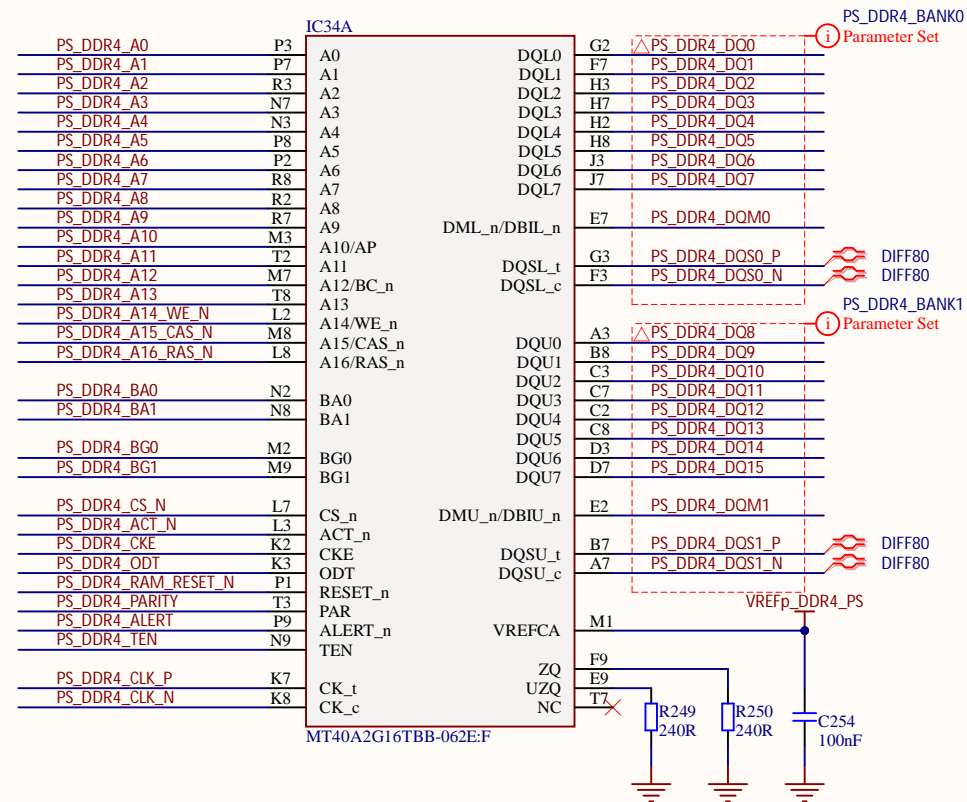 IC34A
PS_DDR4_BANK0
Parameter Set
PS_DDR4_A0 P3 A0 DQL0 G2 PS_DDR4_DQ0
PS_DDR4_A1 P7 A1 DQL1 F7 PS_DDR4_DQ1
PS_DDR4_A2 R3 A2 DQL2 H3 PS_DDR4_DQ2
PS_DDR4_A3 N7 A3 DQL3 H7 PS_DDR4_DQ3
PS_DDR4_A4 N3 A4 DQL4 H2 PS_DDR4_DQ4
PS_DDR4_A5 P8 A5 DQL5 H8 PS_DDR4_DQ5
PS_DDR4_A6 P2 A6 DQL6 J3 PS_DDR4_DQ6
PS_DDR4_A7 R8 A7 DQL7 J7 PS_DDR4_DQ7
PS_DDR4_A8 R2 A8
PS_DDR4_A9 R7 A9 DML_n/DBIL_n E7 PS_DDR4_DQM0
PS_DDR4_A10 M3 A10/AP
PS_DDR4_A11 T2 A11 DQSL_t G3 PS_DDR4_DQS0_P DIFF80
PS_DDR4_A12 M7 A12/BC_n DQSL_c F3 PS_DDR4_DQS0_N DIFF80
PS_DDR4_A13 T8 A13
PS_DDR4_BANK1
Parameter Set
PS_DDR4_A14_WE_N L2 A14/WE_n
PS_DDR4_A15_CAS_N M8 A15/CAS_n DQU0 A3 PS_DDR4_DQ8
PS_DDR4_A16_RAS_N L8 A16/RAS_n DQU1 B8 PS_DDR4_DQ9
DQU2 C3 PS_DDR4_DQ10
PS_DDR4_BA0 N2 BA0 DQU3 C7 PS_DDR4_DQ11
PS_DDR4_BA1 N8 BA1 DQU4 C2 PS_DDR4_DQ12
DQU5 C8 PS_DDR4_DQ13
PS_DDR4_BG0 M2 BG0 DQU6 D3 PS_DDR4_DQ14
PS_DDR4_BG1 M9 BG1 DQU7 D7 PS_DDR4_DQ15
PS_DDR4_CS_N L7 CS_n DMU_n/DBIU_n E2 PS_DDR4_DQM1
PS_DDR4_ACT_N L3 ACT_n
PS_DDR4_CKE K2 CKE DQSU_t B7 PS_DDR4_DQS1_P DIFF80
PS_DDR4_ODT K3 ODT DQSU_c A7 PS_DDR4_DQS1_N DIFF80
PS_DDR4_RAM_RESET_N P1 RESET_n
PS_DDR4_PARITY T3 PAR VREFp_DDR4_PS
PS_DDR4_ALERT P9 ALERT_n VREFCA M1
PS_DDR4_TEN N9 TEN
ZQ F9
PS_DDR4_CLK_P K7 CK_t UZQ E9
PS_DDR4_CLK_N K8 CK_c NC T7
R249
240R
R250
240R
C254
100nF
MT40A2G16TBB-062E:F